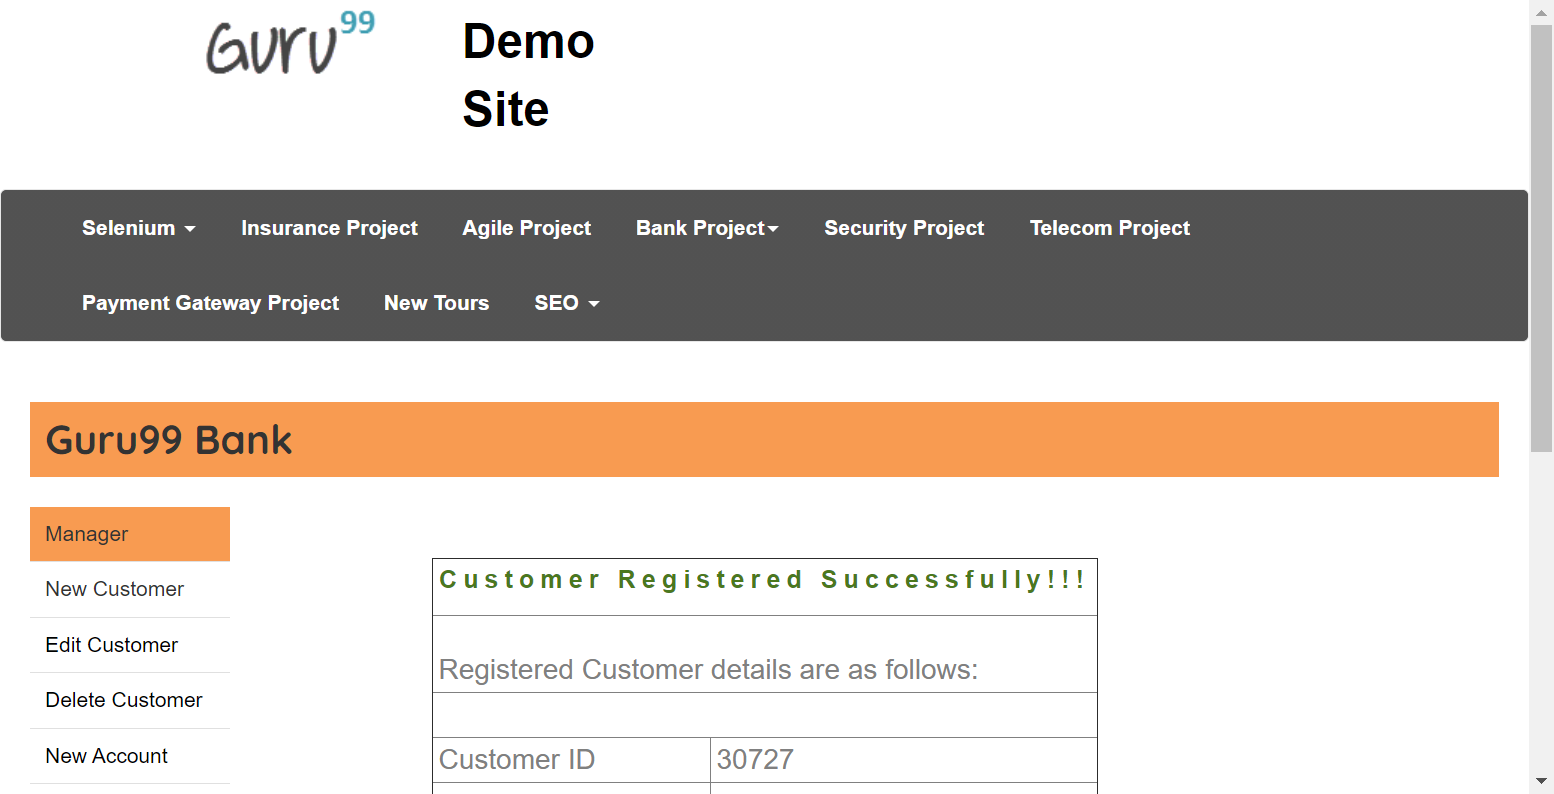 Guru99
Demo
Site
Selenium Insurance Project Agile Project Bank Project Security Project Telecom Project
Payment Gateway Project New Tours SEO
Guru99 Bank
Manager
New Customer
Edit Customer
Delete Customer
New Account
Customer Registered Successfully!!!
Registered Customer details are as follows:
Customer ID 30727